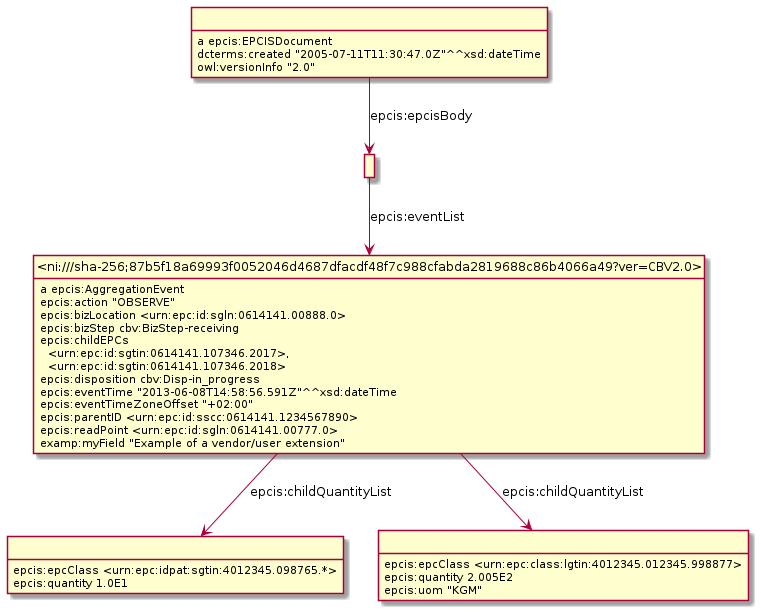 a epcis:EPCISDocument
dcterms:created "2005-07-11T11:30:47.0Z"^^xsd:dateTime
owl:versionInfo "2.0"
epcis:epcisBody
epcis:eventList
<ni:///sha-256;87b5f18a69993f0052046d4687dfacdf48f7c988cfabda2819688c86b4066a49?ver=CBV2.0>
a epcis:AggregationEvent
epcis:action "OBSERVE"
epcis:bizLocation <urn:epc:id:sgln:0614141.00888.0>
epcis:bizStep cbv:BizStep-receiving
epcis:childEPCs
<urn:epc:id:sgtin:0614141.107346.2017>,
<urn:epc:id:sgtin:0614141.107346.2018>
epcis:disposition cbv:Disp-in_progress
epcis:eventTime "2013-06-08T14:58:56.591Z"^^xsd:dateTime
epcis:eventTimeZoneOffset "+02:00"
epcis:parentID <urn:epc:id:sscc:0614141.1234567890>
epcis:readPoint <urn:epc:id:sgln:0614141.00777.0>
examp:myField "Example of a vendor/user extension"
epcis:childQuantityList
epcis:childQuantityList
epcis:epcClass <urn:epc:idpat:sgtin:4012345.098765.*>
epcis:quantity 1.0E1
epcis:epcClass <urn:epc:class:lgtin:4012345.012345.998877>
epcis:quantity 2.005E2
epcis:uom "KGM"